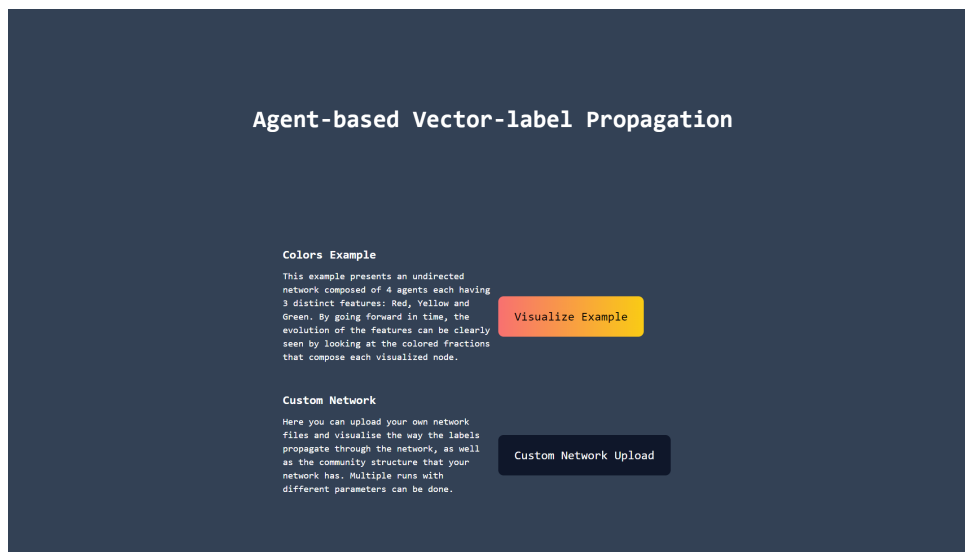 Agent-based Vector-label Propagation
Colors Example
This example presents an undirected
network composed of 4 agents each having
3 distinct features: Red, Yellow and
Green. By going forward in time, the
evolution of the features can be clearly
seen by looking at the colored fractions
that compose each visualized node.
Visualize Example
Custom Network
Here you can upload your own network
files and visualise the way the labels
propagate through the network, as well
as the community structure that your
network has. Multiple runs with
different parameters can be done.
Custom Network Upload